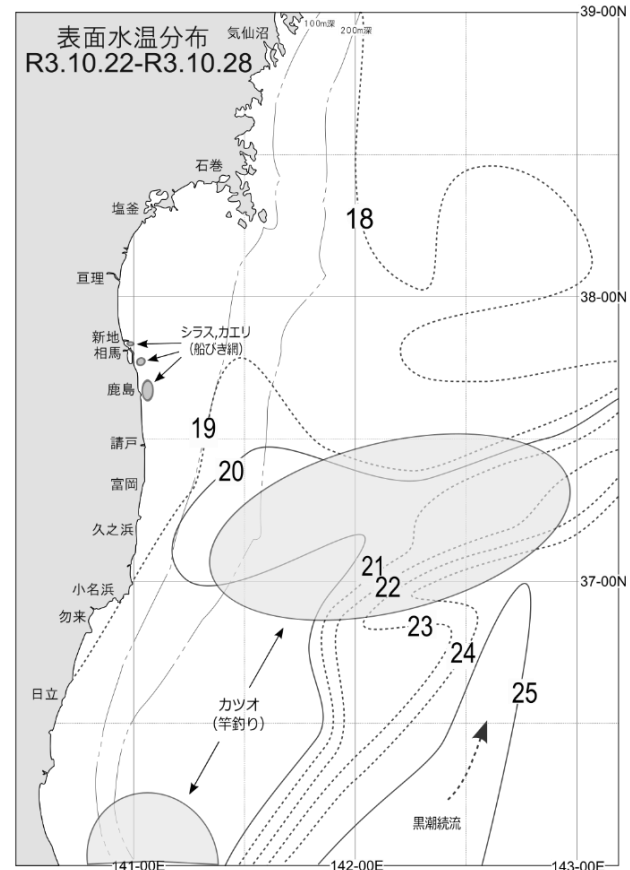 表面水温分布
R3.10.22-R3.10.28
気仙沼
100m深
200m深
39-00N
石巻
塩釜
18
亘理
38-00N
新地
相馬
シラス,カエリ
(船びき網)
鹿島
19
請戸
20
富岡
久之浜
21
22
37-00N
小名浜
勿来
23
24
25
日立
カツオ
(竿釣り)
黒潮続流
141-00E
142-00E
143-00E